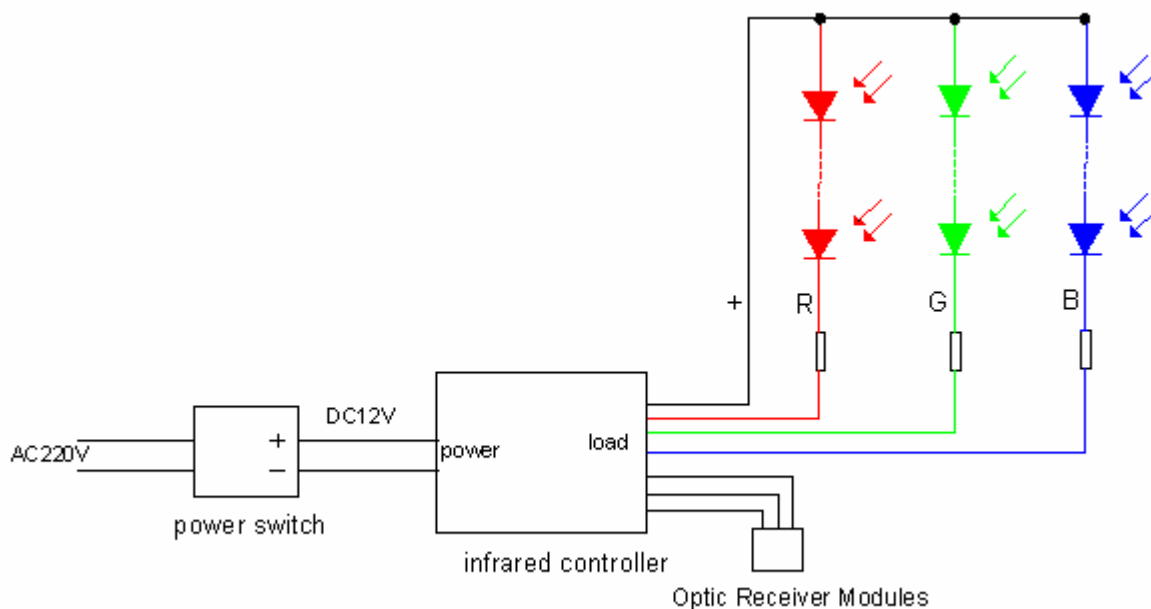 +
R
G
B
AC220V
+
−
DC12V
power
load
power switch
infrared controller
Optic Receiver Modules